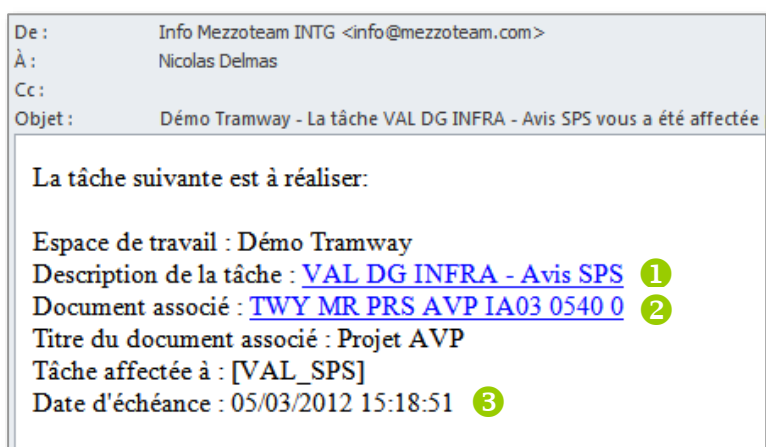 De : Info Mezzoteam INTG <info@mezzoteam.com>
À : Nicolas Delmas
Cc :
Objet : Démo Tramway - La tâche VAL DG INFRA - Avis SPS vous a été affectée
La tâche suivante est à réaliser:
Espace de travail : Démo Tramway
Description de la tâche : VAL DG INFRA - Avis SPS 1
Document associé : TWY MR PRS AVP IA03 0540 0 2
Titre du document associé : Projet AVP
Tâche affectée à : [VAL_SPS]
Date d'échéance : 05/03/2012 15:18:51 3